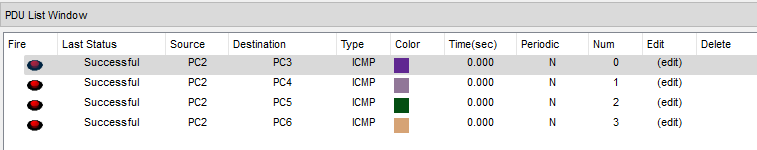 PDU List Window
Fire Last Status Source Destination Type Color Time(sec) Periodic Num Edit Delete
Successful PC2 PC3 ICMP 0.000 N 0 (edit)
Successful PC2 PC4 ICMP 0.000 N 1 (edit)
Successful PC2 PC5 ICMP 0.000 N 2 (edit)
Successful PC2 PC6 ICMP 0.000 N 3 (edit)